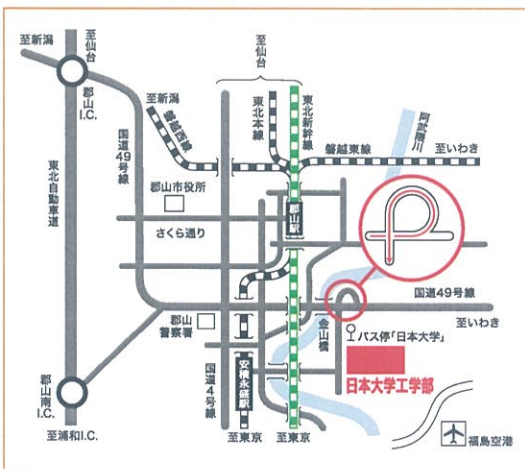 至新潟
至仙台
郡山
I.C.
至仙台
至新潟
磐越西線
東北本線
東北新幹線
阿武隈川
磐越東線
至いわき
国道49号線
東北自動車道
郡山市役所
郡山駅
さくら通り
国道49号線
至いわき
郡山
警察署
国道4号線
安積永盛駅
金山橋
バス停「日本大学」
日本大学工学部
郡山南
I.C.
至浦和I.C.
至東京
至東京
福島空港